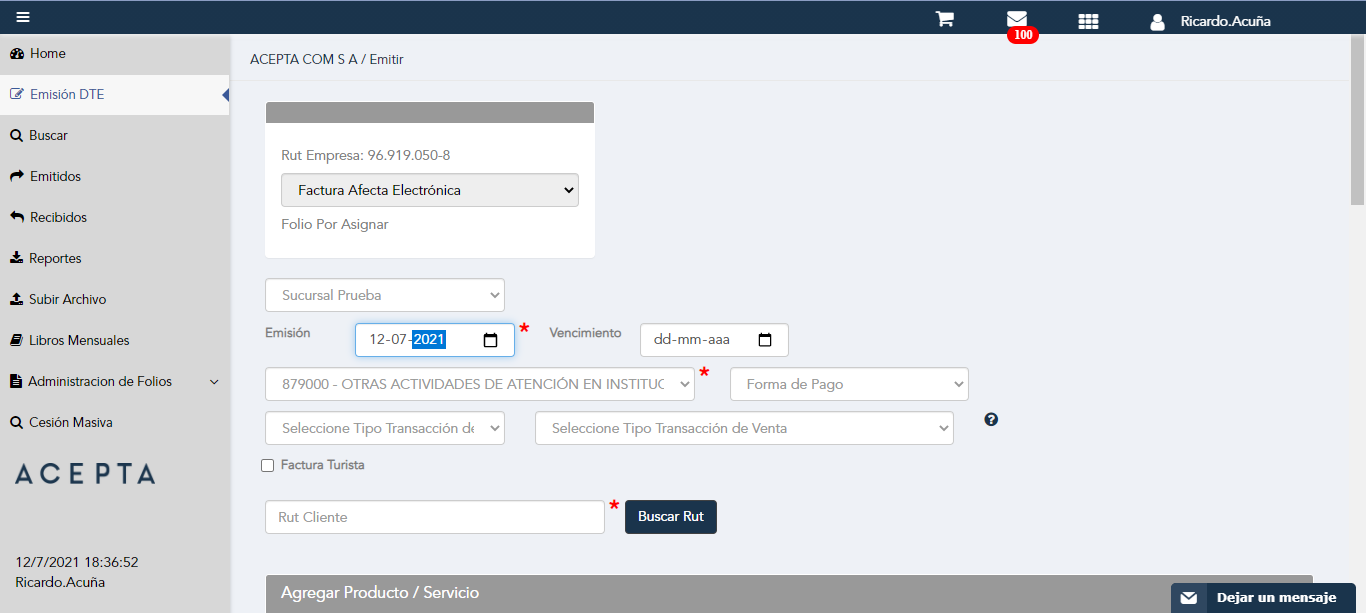 100
Ricardo.Acuña
Home
Emisión DTE
Buscar
Emitidos
Recibidos
Reportes
Subir Archivo
Libros Mensuales
Administracion de Folios
Cesión Masiva
ACEPTA
12/7/2021 18:36:52
Ricardo.Acuña
ACEPTA COM S A / Emitir
Rut Empresa: 96.919.050-8
Factura Afecta Electrónica
Folio Por Asignar
Sucursal Prueba
Emisión 12-07-2021 * Vencimiento dd-mm-aaa
879000 - OTRAS ACTIVIDADES DE ATENCIÓN EN INSTITUC * Forma de Pago
Seleccione Tipo Transacción de Seleccione Tipo Transacción de Venta ?
Factura Turista
Rut Cliente * Buscar Rut
Agregar Producto / Servicio
Dejar un mensaje